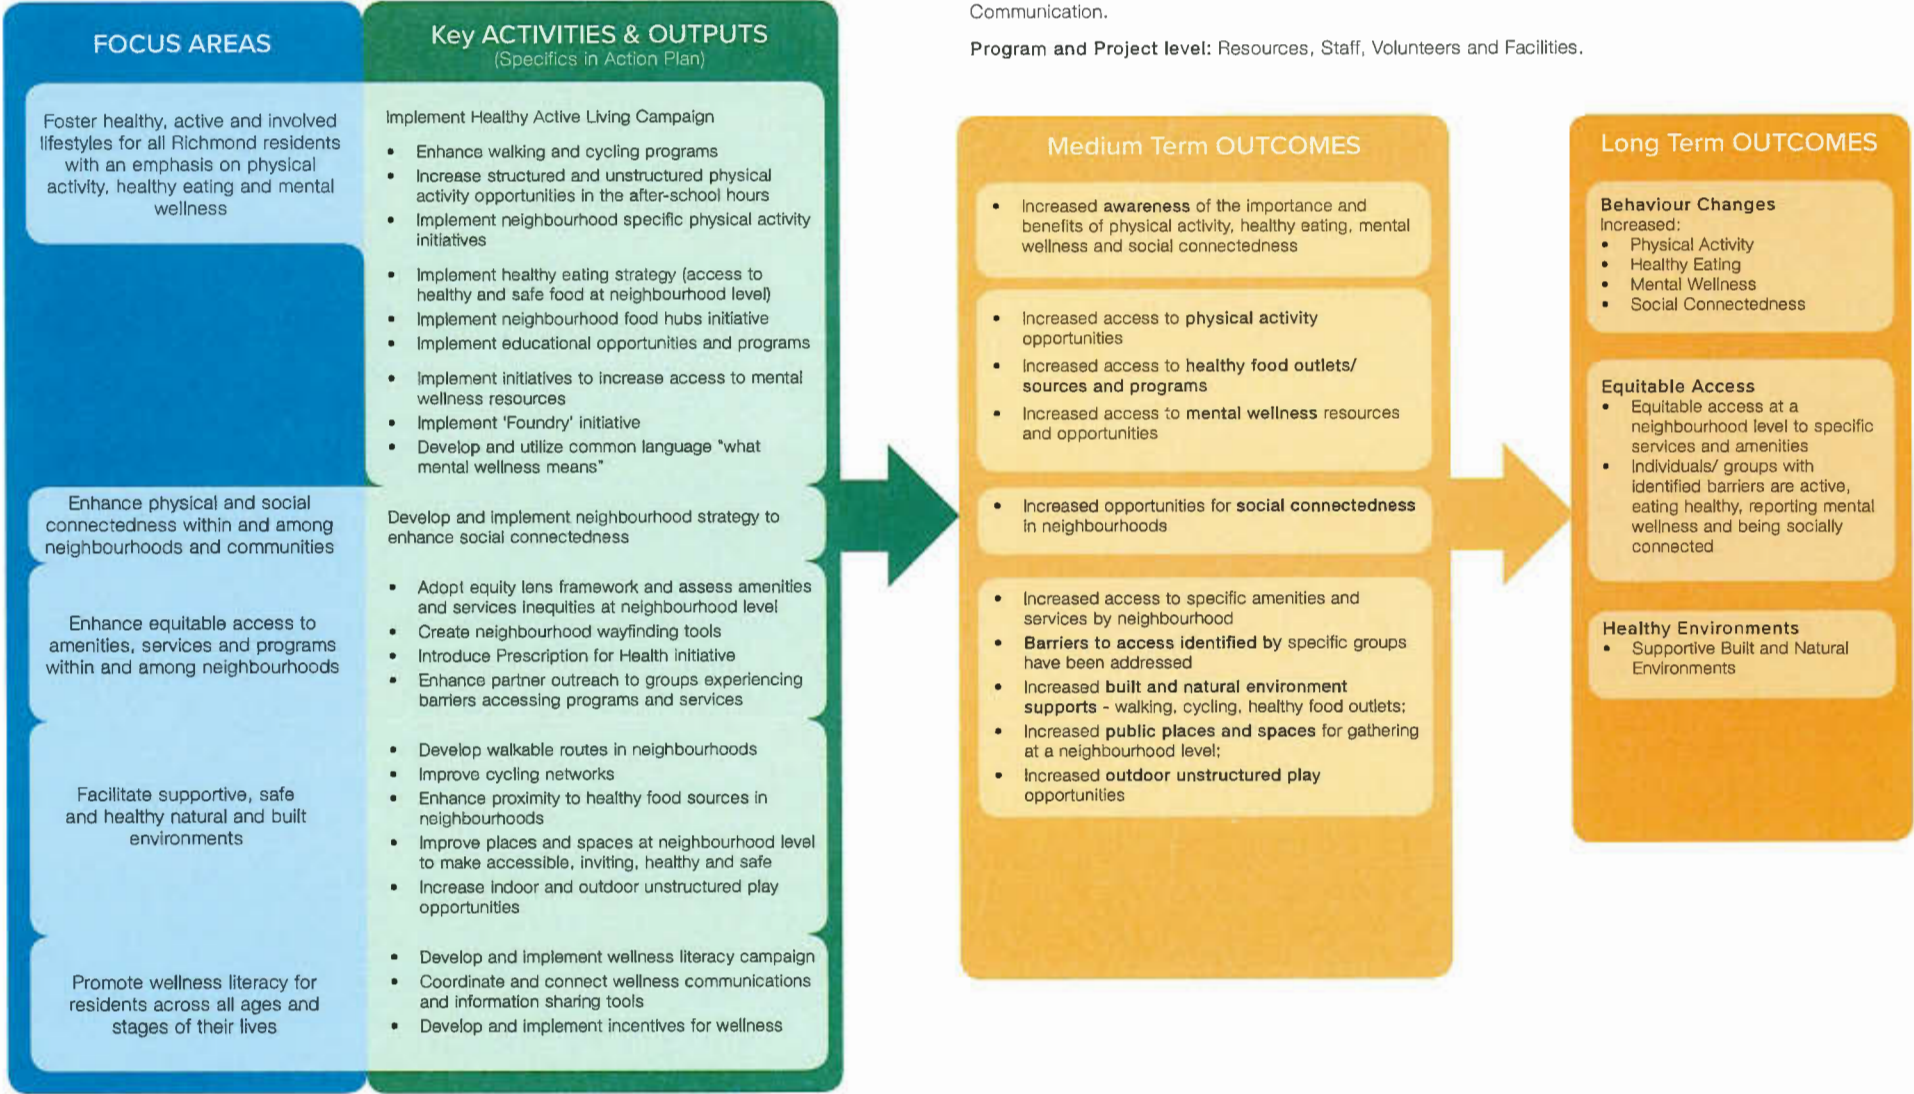 Communication.
Program and Project level: Resources, Staff, Volunteers and Facilities.
FOCUS AREAS
Foster healthy, active and involved
lifestyles for all Richmond residents
with an emphasis on physical
activity, healthy eating and mental
wellness
Enhance physical and social
connectedness within and among
neighbourhoods and communities
Enhance equitable access to
amenities, services and programs
within and among neighbourhoods
Facilitate supportive, safe
and healthy natural and built
environments
Promote wellness literacy for
residents across all ages and
stages of their lives
Key ACTIVITIES & OUTPUTS
(Specifics in Action Plan)
Implement Healthy Active Living Campaign
• Enhance walking and cycling programs
• Increase structured and unstructured physical
activity opportunities in the after-school hours
• Implement neighbourhood specific physical activity
initiatives
• Implement healthy eating strategy (access to
healthy and safe food at neighbourhood level)
• Implement neighbourhood food hubs initiative
• Implement educational opportunities and programs
• Implement initiatives to increase access to mental
wellness resources
• Implement 'Foundry' initiative
• Develop and utilize common language "what
mental wellness means"
Develop and implement neighbourhood strategy to
enhance social connectedness
• Adopt equity lens framework and assess amenities
and services inequities at neighbourhood level
• Create neighbourhood wayfinding tools
• Introduce Prescription for Health initiative
• Enhance partner outreach to groups experiencing
barriers accessing programs and services
• Develop walkable routes in neighbourhoods
• Improve cycling networks
• Enhance proximity to healthy food sources in
neighbourhoods
• Improve places and spaces at neighbourhood level
to make accessible, inviting, healthy and safe
• Increase indoor and outdoor unstructured play
opportunities
• Develop and implement wellness literacy campaign
• Coordinate and connect wellness communications
and information sharing tools
• Develop and implement incentives for wellness
Medium Term OUTCOMES
• Increased awareness of the importance and
benefits of physical activity, healthy eating, mental
wellness and social connectedness
• Increased access to physical activity
opportunities
• Increased access to healthy food outlets/
sources and programs
• Increased access to mental wellness resources
and opportunities
• Increased opportunities for social connectedness
in neighbourhoods
• Increased access to specific amenities and
services by neighbourhood
• Barriers to access identified by specific groups
have been addressed
• Increased built and natural environment
supports - walking, cycling, healthy food outlets;
• Increased public places and spaces for gathering
at a neighbourhood level;
• Increased outdoor unstructured play
opportunities
Long Term OUTCOMES
Behaviour Changes
Increased:
• Physical Activity
• Healthy Eating
• Mental Wellness
• Social Connectedness
Equitable Access
• Equitable access at a
neighbourhood level to specific
services and amenities
• Individuals/ groups with
identified barriers are active,
eating healthy, reporting mental
wellness and being socially
connected
Healthy Environments
• Supportive Built and Natural
Environments